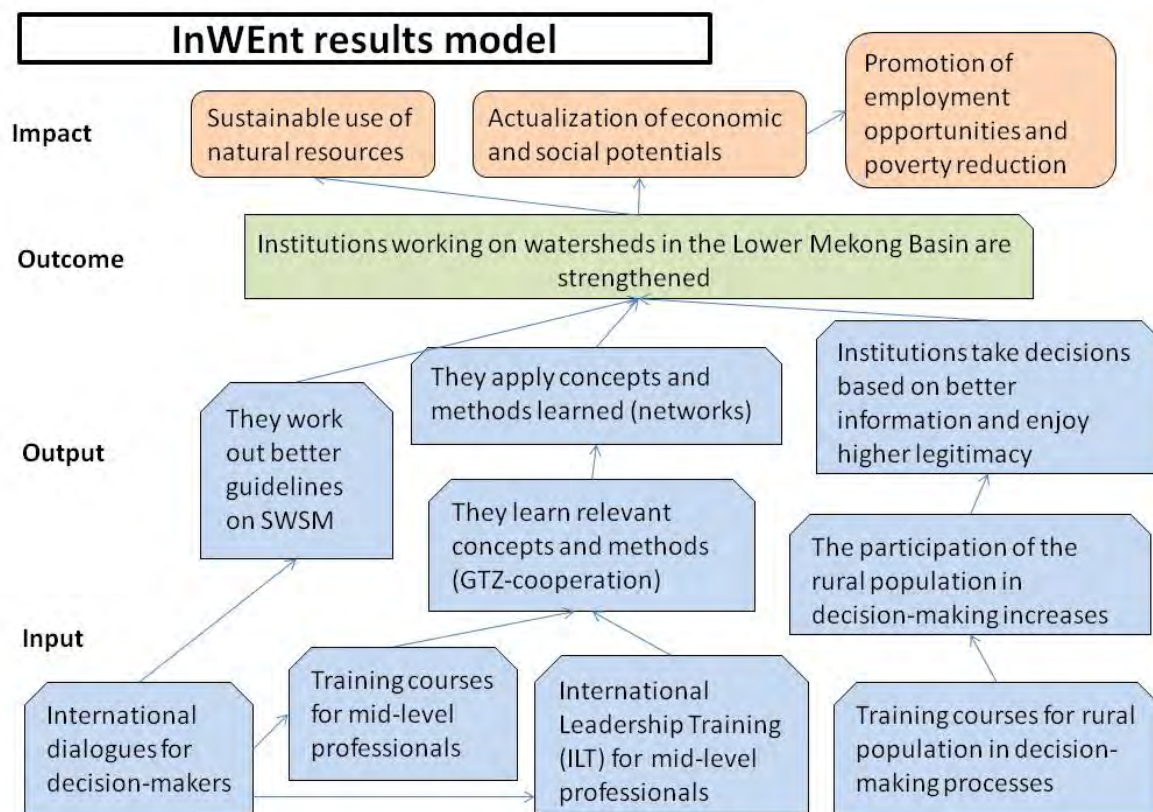 InWEnt results model
Impact
Sustainable use of
natural resources
Actualization of economic
and social potentials
Promotion of
employment
opportunities and
poverty reduction
Outcome
Institutions working on watersheds in the Lower Mekong Basin are
strengthened
Output
They work
out better
guidelines
on SWSM
They apply concepts and
methods learned (networks)
Institutions take decisions
based on better
information and enjoy
higher legitimacy
They learn relevant
concepts and methods
(GTZ-cooperation)
The participation of the
rural population in
decision-making increases
Input
International
dialogues for
decision-makers
Training courses
for mid-level
professionals
International
Leadership Training
(ILT) for mid-level
professionals
Training courses for rural
population in decision-
making processes